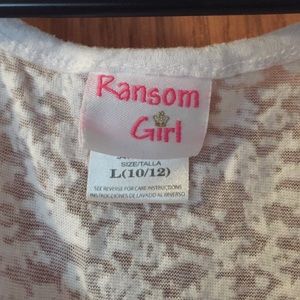 Ransom
Girl
SIZE/TALLA
L(10/12)
SEE REVERSE FOR CARE INSTRUCTIONS
INSTRUCCIONES DE LAVADO AL REVERSO